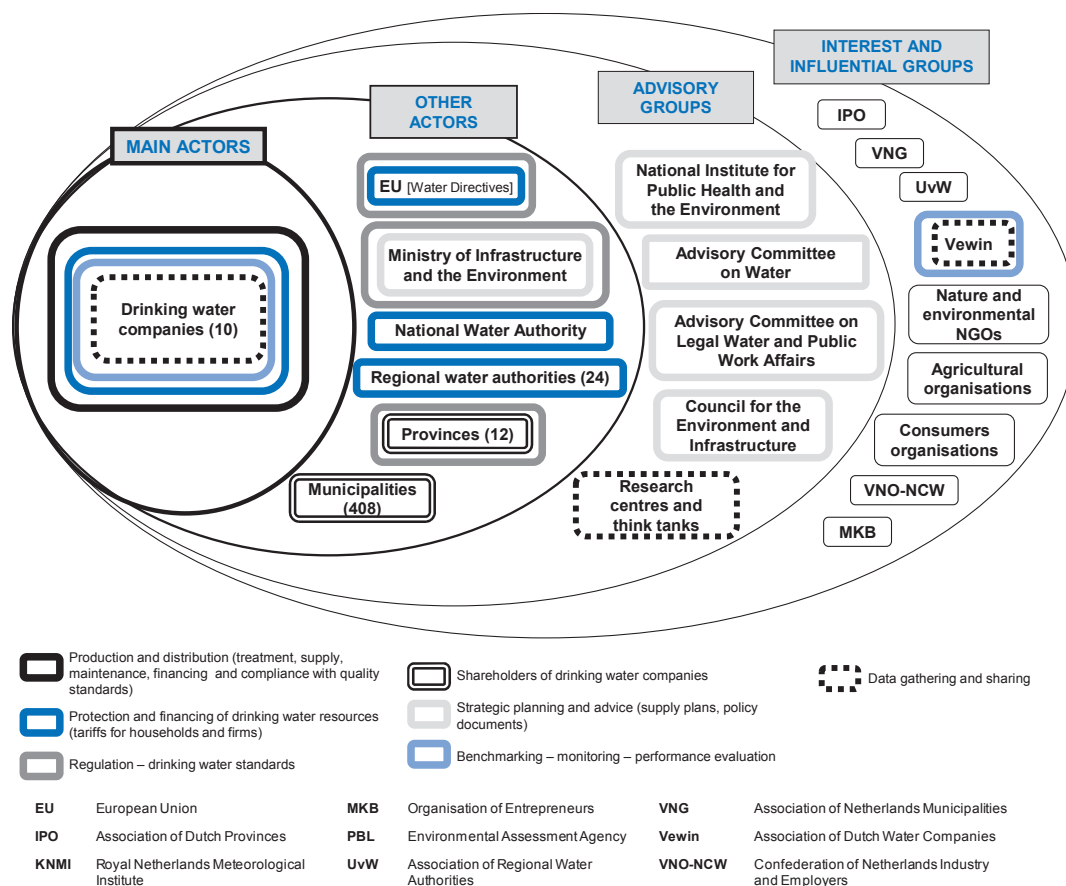 INTEREST AND
INFLUENTIAL GROUPS
ADVISORY
GROUPS
OTHER
ACTORS
MAIN ACTORS
Drinking water
companies (10)
EU [Water Directives]
Ministry of Infrastructure
and the Environment
National Water Authority
Regional water authorities (24)
Provinces (12)
Municipalities
(408)
National Institute for
Public Health and
the Environment
Advisory Committee
on Water
Advisory Committee on
Legal Water and Public
Work Affairs
Council for the
Environment and
Infrastructure
Research
centres and
think tanks
IPO
VNG
UvW
Vewin
Nature and
environmental
NGOs
Agricultural
organisations
Consumers
organisations
VNO-NCW
MKB
Production and distribution (treatment, supply,
maintenance, financing and compliance with quality
standards)
Protection and financing of drinking water resources
(tariffs for households and firms)
Regulation – drinking water standards
Shareholders of drinking water companies
Strategic planning and advice (supply plans, policy
documents)
Benchmarking – monitoring – performance evaluation
Data gathering and sharing
EU European Union
IPO Association of Dutch Provinces
KNMI Royal Netherlands Meteorological
Institute
MKB Organisation of Entrepreneurs
PBL Environmental Assessment Agency
UvW Association of Regional Water
Authorities
VNG Association of Netherlands Municipalities
Vewin Association of Dutch Water Companies
VNO-NCW Confederation of Netherlands Industry
and Employers